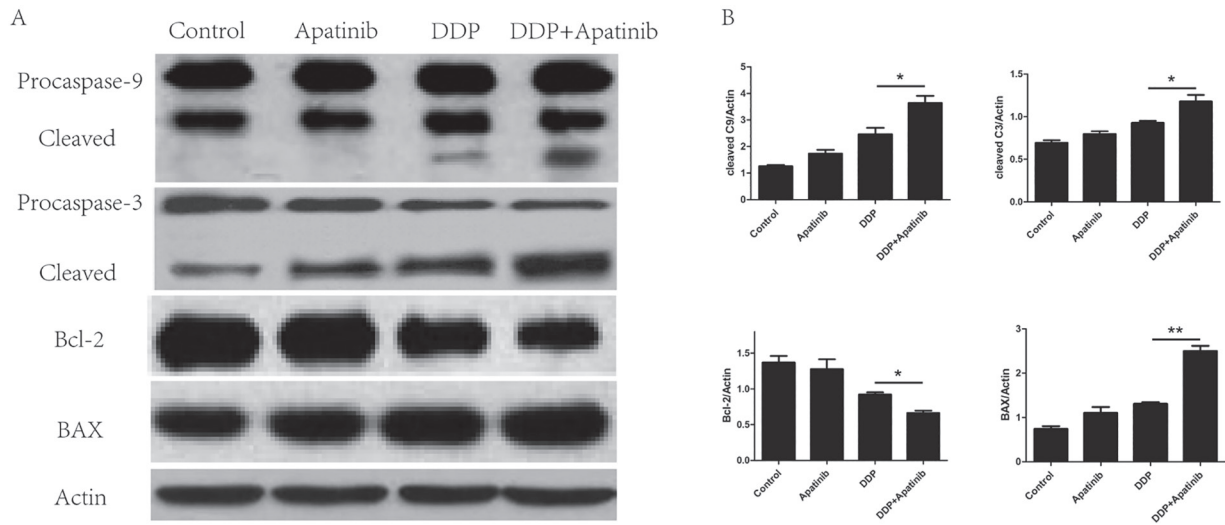 A
Control Apatinib DDP DDP+Apatinib
Procaspase-9
Cleaved
Procaspase-3
Cleaved
Bcl-2
BAX
Actin
B
cleaved C9/Actin
5
4
3
2
1
0
*
Control Apatinib DDP DDP+Apatinib
cleaved C3/Actin
1.5
1.0
0.5
0.0
*
Control Apatinib DDP DDP+Apatinib
Bcl-2/Actin
1.5
1.0
0.5
0.0
*
Control Apatinib DDP DDP+Apatinib
BAX/Actin
3
2
1
0
**
Control Apatinib DDP DDP+Apatinib